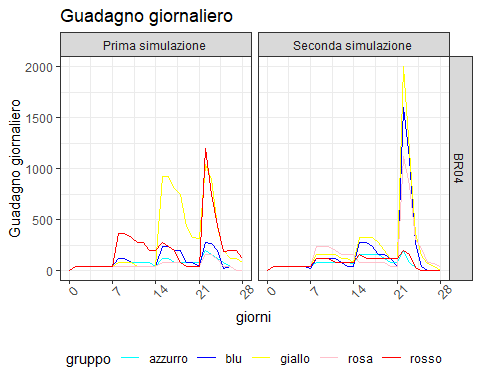 Guadagno giornaliero
Prima simulazione
Seconda simulazione
Guadagno giornaliero
2000
1500
1000
500
0
BR04
0 7 14 21 28 0 7 14 21 28
giorni
gruppo azzurro blu giallo rosa rosso